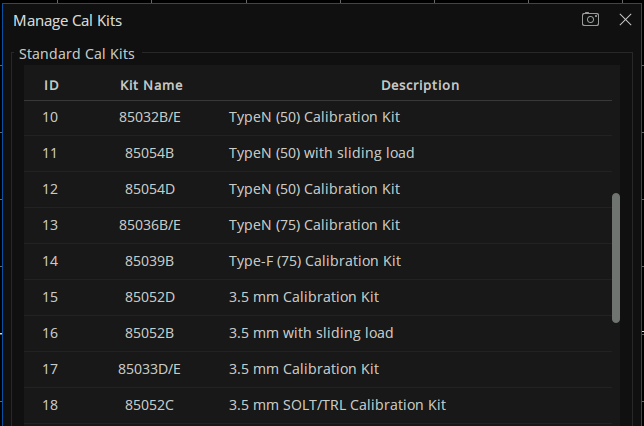 Manage Cal Kits
Standard Cal Kits
ID Kit Name Description
10 85032B/E TypeN (50) Calibration Kit
11 85054B TypeN (50) with sliding load
12 85054D TypeN (50) Calibration Kit
13 85036B/E TypeN (75) Calibration Kit
14 85039B Type-F (75) Calibration Kit
15 85052D 3.5 mm Calibration Kit
16 85052B 3.5 mm with sliding load
17 85033D/E 3.5 mm Calibration Kit
18 85052C 3.5 mm SOLT/TRL Calibration Kit